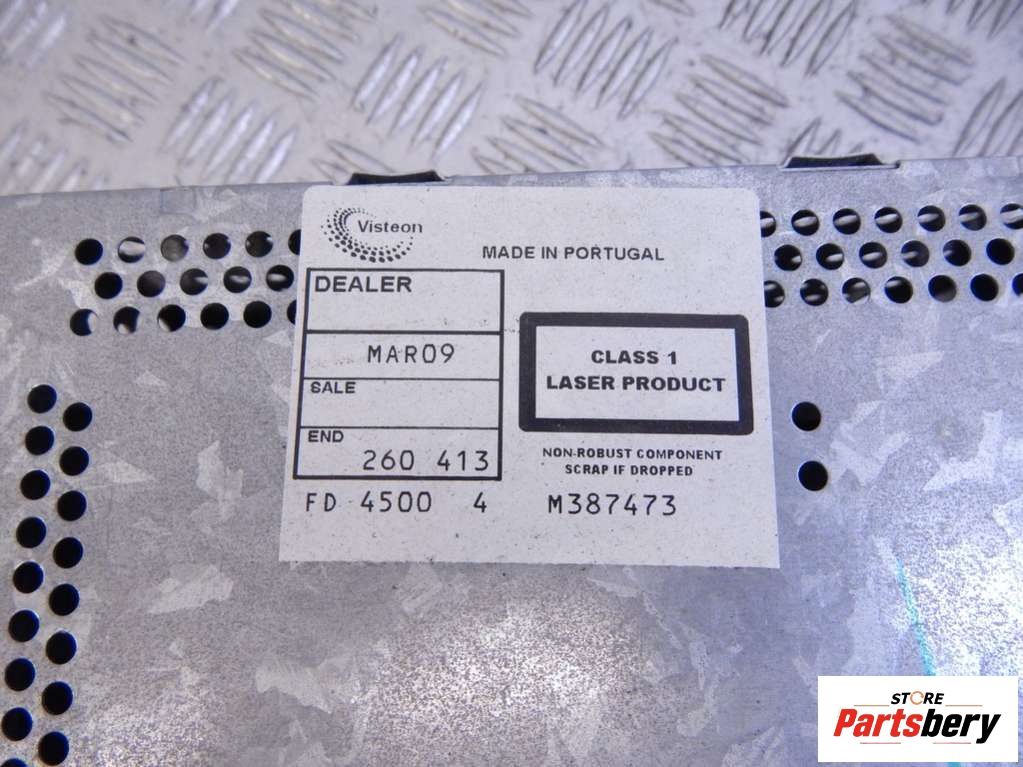 Visteon
MADE IN PORTUGAL
DEALER
MAR09
SALE
END
260 413
CLASS 1
LASER PRODUCT
NON-ROBUST COMPONENT
SCRAP IF DROPPED
FD 4500 4
M387473
STORE
Partsbery